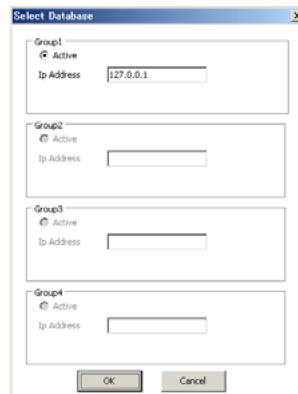 Select Database
Group1
Active
Ip Address 127.0.0.1
Group2
Active
Ip Address
Group3
Active
Ip Address
Group4
Active
Ip Address
OK Cancel